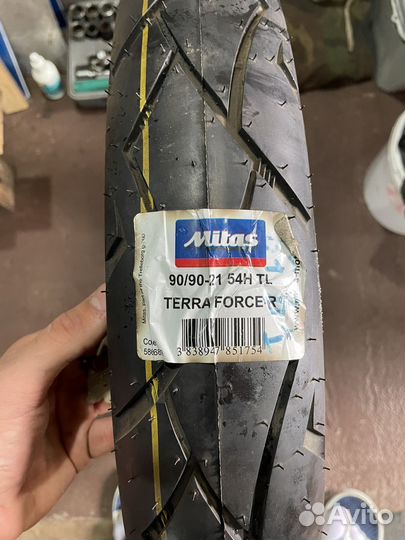 Mitas
90/90-21 54H TL
TERRA FORCE-R
3 838947 851754
Avito